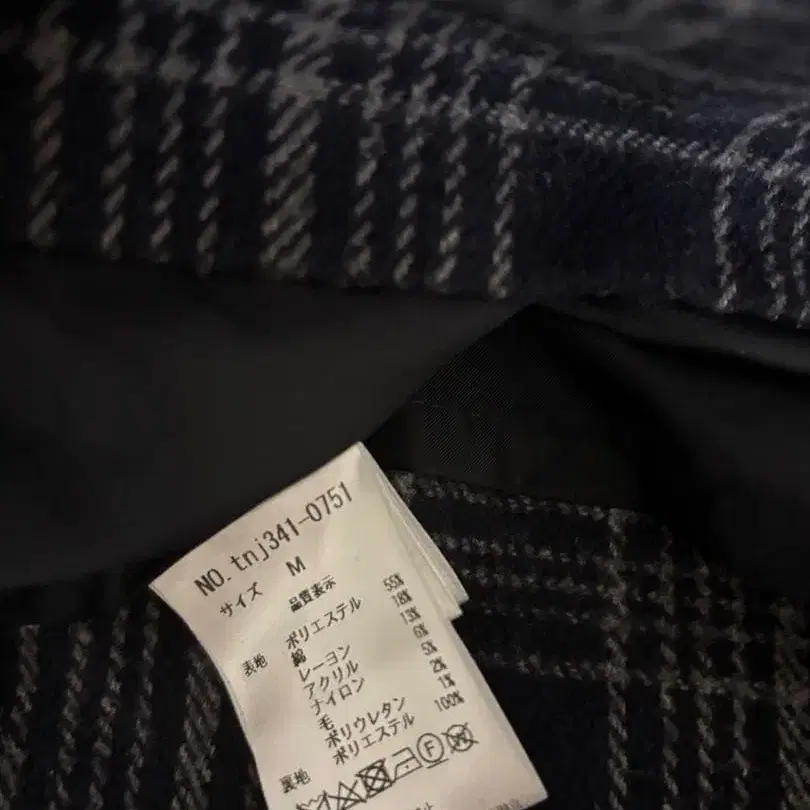 NO.tnj341-0751
サイズ M
品質表示
表地 ポリエステル 55%
綿 18%
レーヨン 13%
アクリル 6%
ナイロン 5%
毛 2%
ポリウレタン 1%
裏地 ポリエステル 100%